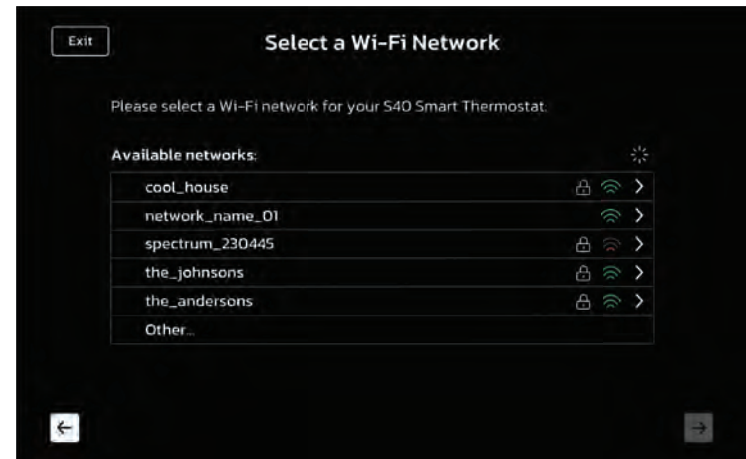 Exit
Select a Wi-Fi Network
Please select a Wi-Fi network for your S40 Smart Thermostat.
Available networks:
cool_house
network_name_01
spectrum_230445
the_johnsons
the_andersons
Other...